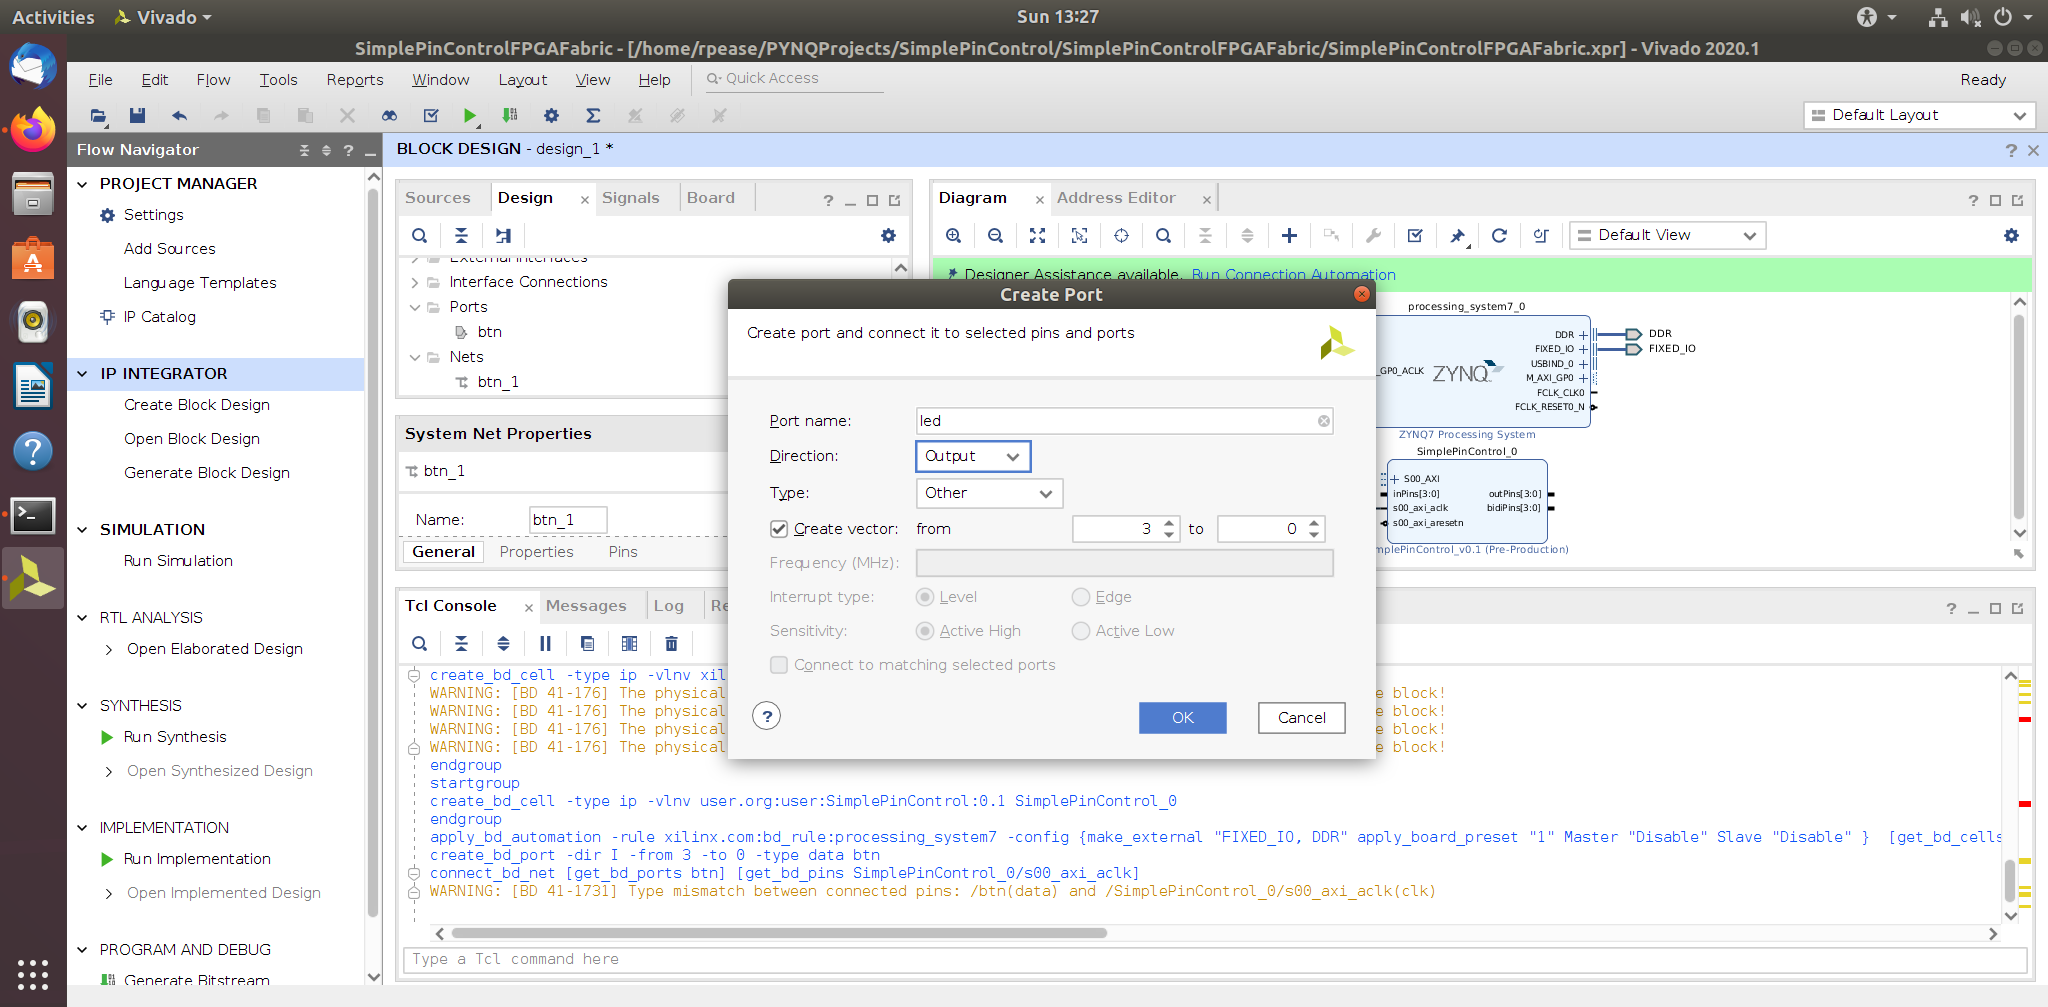 Activities
Vivado
Sun 13:27
SimplePinControlFPGAFabric - [/home/rpease/PYNQProjects/SimplePinControl/SimplePinControlFPGAFabric/SimplePinControlFPGAFabric.xpr] - Vivado 2020.1
File Edit Flow Tools Reports Window Layout View Help
Quick Access
Ready
Default Layout
Flow Navigator
PROJECT MANAGER
Settings
Add Sources
Language Templates
IP Catalog
IP INTEGRATOR
Create Block Design
Open Block Design
Generate Block Design
SIMULATION
Run Simulation
RTL ANALYSIS
Open Elaborated Design
SYNTHESIS
Run Synthesis
Open Synthesized Design
IMPLEMENTATION
Run Implementation
Open Implemented Design
PROGRAM AND DEBUG
Generate Bitstream
BLOCK DESIGN - design_1 *
Sources Design Signals Board
External Interfaces
Interface Connections
Ports
btn
Nets
btn_1
System Net Properties
btn_1
Name: btn_1
General Properties Pins
Diagram Address Editor
Default View
Designer Assistance available. Run Connection Automation
processing_system7_0
DDR
FIXED_IO
USBIND_0
M_AXI_GP0
FCLK_CLK0
FCLK_RESET0_N
_GP0_ACLK
ZYNQ
DDR
FIXED_IO
ZYNQ7 Processing System
SimplePinControl_0
S00_AXI
inPins[3:0]
s00_axi_aclk
s00_axi_aresetn
outPins[3:0]
bidiPins[3:0]
mplePinControl_v0.1 (Pre-Production)
Create Port
Create port and connect it to selected pins and ports
Port name: led
Direction: Output
Type: Other
Create vector: from 3 to 0
Frequency (MHz):
Interrupt type: Level Edge
Sensitivity: Active High Active Low
Connect to matching selected ports
? OK Cancel
Tcl Console Messages Log Re
create_bd_cell -type ip -vlnv xil
WARNING: [BD 41-176] The physical e block!
WARNING: [BD 41-176] The physical e block!
WARNING: [BD 41-176] The physical e block!
WARNING: [BD 41-176] The physical e block!
endgroup
startgroup
create_bd_cell -type ip -vlnv user.org:user:SimplePinControl:0.1 SimplePinControl_0
endgroup
apply_bd_automation -rule xilinx.com:bd_rule:processing_system7 -config {make_external "FIXED_IO, DDR" apply_board_preset "1" Master "Disable" Slave "Disable" }  [get_bd_cells
create_bd_port -dir I -from 3 -to 0 -type data btn
connect_bd_net [get_bd_ports btn] [get_bd_pins SimplePinControl_0/s00_axi_aclk]
WARNING: [BD 41-1731] Type mismatch between connected pins: /btn(data) and /SimplePinControl_0/s00_axi_aclk(clk)
Type a Tcl command here